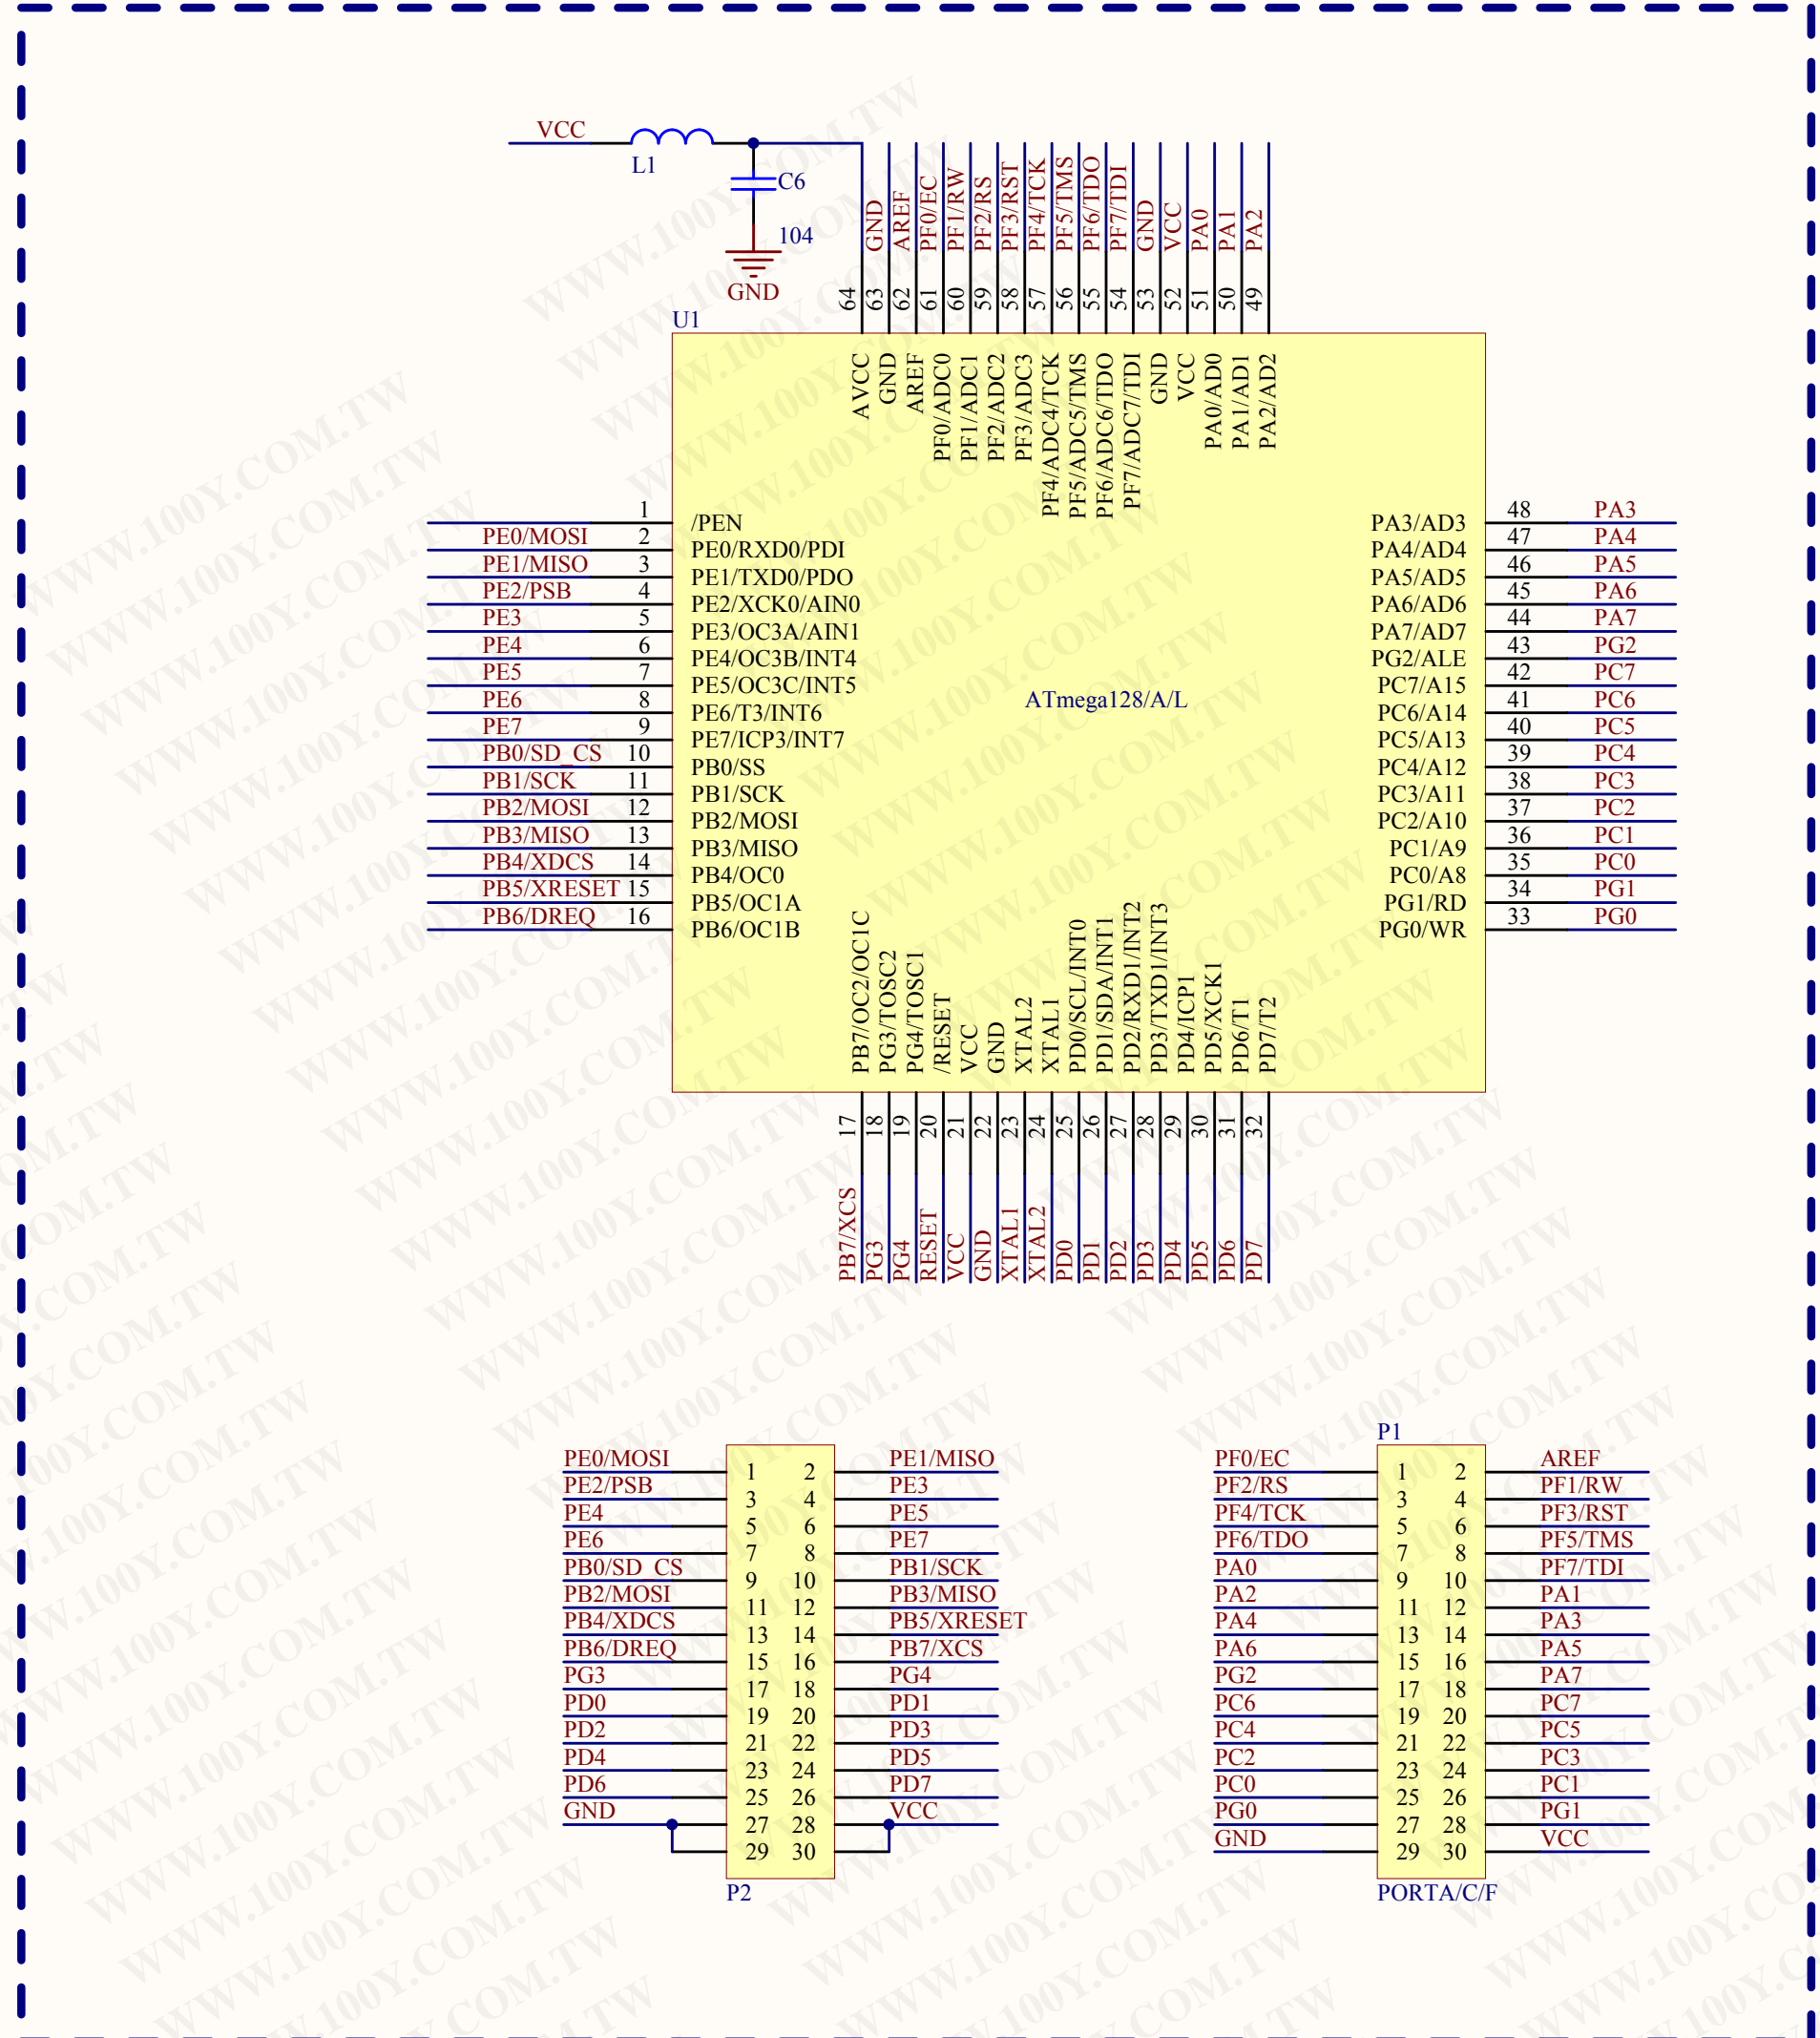 VCC
L1
C6
104
GND
GND
AREF
PF0/EC
PF1/RW
PF2/RS
PF3/RST
PF4/TCK
PF5/TMS
PF6/TDO
PF7/TDI
GND
VCC
PA0
PA1
PA2
64 63 62 61 60 59 58 57 56 55 54 53 52 51 50 49
U1
AVCC
GND
AREF
PF0/ADC0
PF1/ADC1
PF2/ADC2
PF3/ADC3
PF4/ADC4/TCK
PF5/ADC5/TMS
PF6/ADC6/TDO
PF7/ADC7/TDI
GND
VCC
PA0/AD0
PA1/AD1
PA2/AD2
1 /PEN
PE0/MOSI 2 PE0/RXD0/PDI
PE1/MISO 3 PE1/TXD0/PDO
PE2/PSB 4 PE2/XCK0/AIN0
PE3 5 PE3/OC3A/AIN1
PE4 6 PE4/OC3B/INT4
PE5 7 PE5/OC3C/INT5
PE6 8 PE6/T3/INT6
PE7 9 PE7/ICP3/INT7
PB0/SD_CS 10 PB0/SS
PB1/SCK 11 PB1/SCK
PB2/MOSI 12 PB2/MOSI
PB3/MISO 13 PB3/MISO
PB4/XDCS 14 PB4/OC0
PB5/XRESET 15 PB5/OC1A
PB6/DREQ 16 PB6/OC1B
ATmega128/A/L
PA3/AD3 48 PA3
PA4/AD4 47 PA4
PA5/AD5 46 PA5
PA6/AD6 45 PA6
PA7/AD7 44 PA7
PG2/ALE 43 PG2
PC7/A15 42 PC7
PC6/A14 41 PC6
PC5/A13 40 PC5
PC4/A12 39 PC4
PC3/A11 38 PC3
PC2/A10 37 PC2
PC1/A9 36 PC1
PC0/A8 35 PC0
PG1/RD 34 PG1
PG0/WR 33 PG0
PB7/OC2/OC1C
PG3/TOSC2
PG4/TOSC1
/RESET
VCC
GND
XTAL2
XTAL1
PD0/SCL/INT0
PD1/SDA/INT1
PD2/RXD1/INT2
PD3/TXD1/INT3
PD4/ICP1
PD5/XCK1
PD6/T1
PD7/T2
17 18 19 20 21 22 23 24 25 26 27 28 29 30 31 32
PB7/XCS
PG3
PG4
RESET
VCC
GND
XTAL1
XTAL2
PD0
PD1
PD2
PD3
PD4
PD5
PD6
PD7
PE0/MOSI 1 2 PE1/MISO
PE2/PSB 3 4 PE3
PE4 5 6 PE5
PE6 7 8 PE7
PB0/SD_CS 9 10 PB1/SCK
PB2/MOSI 11 12 PB3/MISO
PB4/XDCS 13 14 PB5/XRESET
PB6/DREQ 15 16 PB7/XCS
PG3 17 18 PG4
PD0 19 20 PD1
PD2 21 22 PD3
PD4 23 24 PD5
PD6 25 26 PD7
GND 27 28 VCC
29 30
P2
P1
PF0/EC 1 2 AREF
PF2/RS 3 4 PF1/RW
PF4/TCK 5 6 PF3/RST
PF6/TDO 7 8 PF5/TMS
PA0 9 10 PF7/TDI
PA2 11 12 PA1
PA4 13 14 PA3
PA6 15 16 PA5
PG2 17 18 PA7
PC6 19 20 PC7
PC4 21 22 PC5
PC2 23 24 PC3
PC0 25 26 PC1
PG0 27 28 PG1
GND 29 30 VCC
PORTA/C/F
WWW.100Y.COM.TW